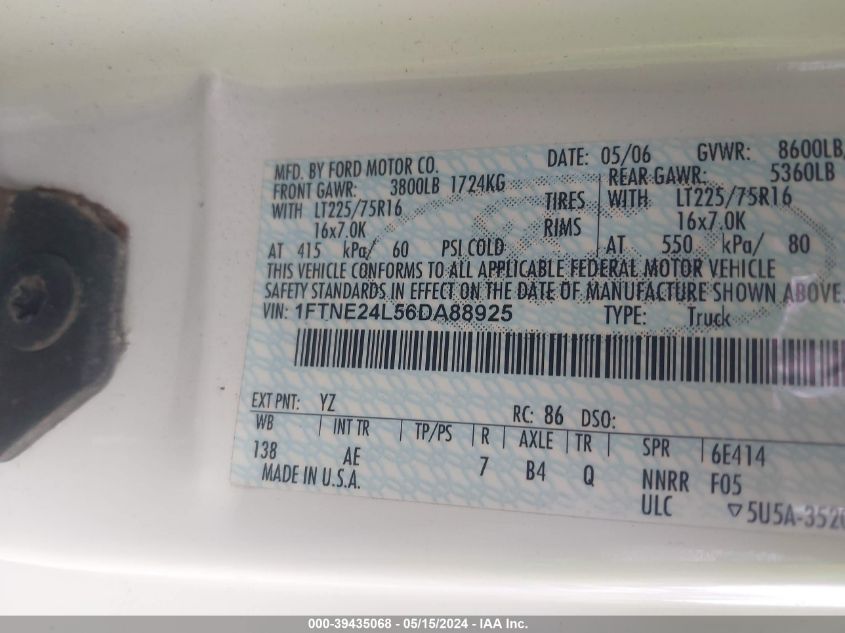 MFD. BY FORD MOTOR CO. DATE: 05/06 GVWR: 8600LB
FRONT GAWR: 3800LB 1724KG REAR GAWR: 5360LB
WITH LT225/75R16 TIRES WITH LT225/75R16
16x7.0K RIMS 16x7.0K
AT 415 kPa/ 60 PSI COLD AT 550 kPa/ 80
THIS VEHICLE CONFORMS TO ALL APPLICABLE FEDERAL MOTOR VEHICLE
SAFETY STANDARDS IN EFFECT ON THE DATE OF MANUFACTURE SHOWN ABOVE.
VIN: 1FTNE24L56DA88925 TYPE: Truck
EXT PNT: YZ RC: 86 DSO:
WB INT TR TP/PS R AXLE TR SPR 6E414
138 AE 7 B4 Q NNRR F05
MADE IN U.S.A. ULC ▽5U5A-352
000-39435068 - 05/15/2024 - IAA Inc.